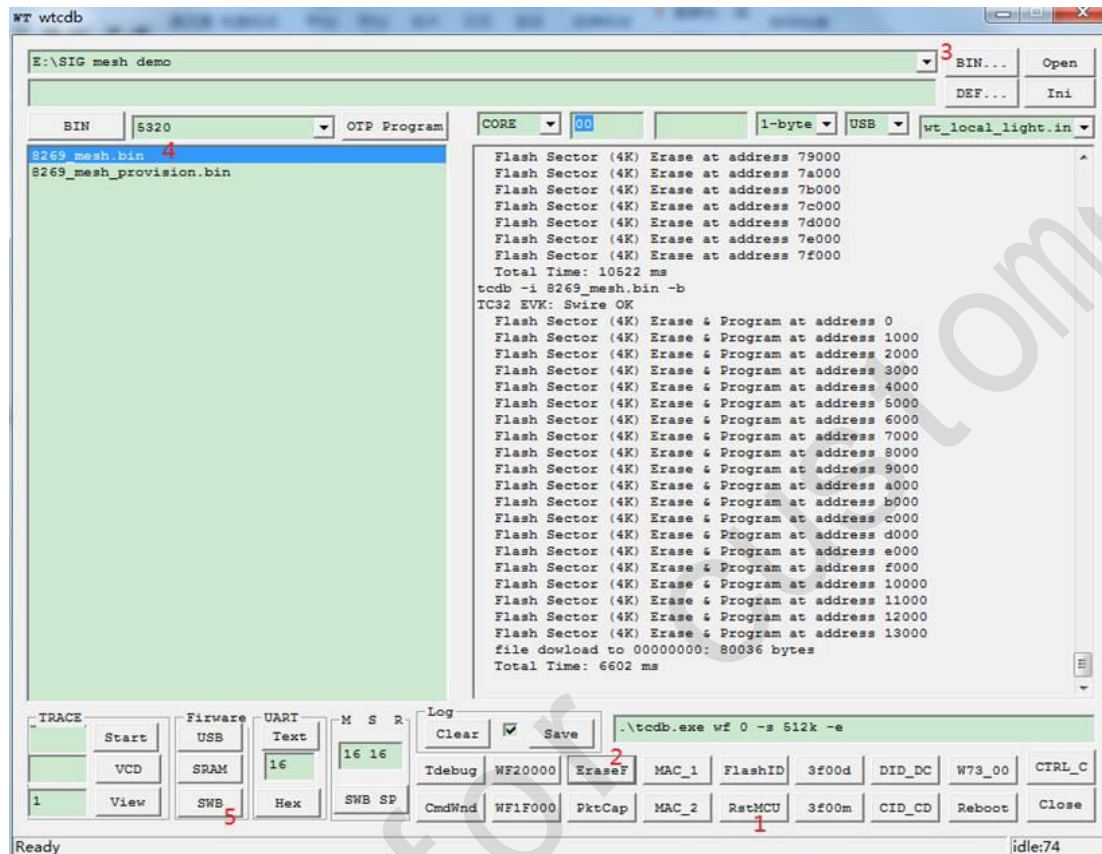 WT wtcdb
E:\SIG mesh demo
3
BIN...
Open
DEF...
Ini
BIN
5320
OTP Program
CORE
00
1-byte
USB
wt_local_light.in
8269_mesh.bin 4
8269_mesh_provision.bin
Flash Sector (4K) Erase at address 79000
Flash Sector (4K) Erase at address 7a000
Flash Sector (4K) Erase at address 7b000
Flash Sector (4K) Erase at address 7c000
Flash Sector (4K) Erase at address 7d000
Flash Sector (4K) Erase at address 7e000
Flash Sector (4K) Erase at address 7f000
Total Time: 10522 ms
tcdb -i 8269_mesh.bin -b
TC32 EVK: Swire OK
Flash Sector (4K) Erase & Program at address 0
Flash Sector (4K) Erase & Program at address 1000
Flash Sector (4K) Erase & Program at address 2000
Flash Sector (4K) Erase & Program at address 3000
Flash Sector (4K) Erase & Program at address 4000
Flash Sector (4K) Erase & Program at address 5000
Flash Sector (4K) Erase & Program at address 6000
Flash Sector (4K) Erase & Program at address 7000
Flash Sector (4K) Erase & Program at address 8000
Flash Sector (4K) Erase & Program at address 9000
Flash Sector (4K) Erase & Program at address a000
Flash Sector (4K) Erase & Program at address b000
Flash Sector (4K) Erase & Program at address c000
Flash Sector (4K) Erase & Program at address d000
Flash Sector (4K) Erase & Program at address e000
Flash Sector (4K) Erase & Program at address f000
Flash Sector (4K) Erase & Program at address 10000
Flash Sector (4K) Erase & Program at address 11000
Flash Sector (4K) Erase & Program at address 12000
Flash Sector (4K) Erase & Program at address 13000
file dowload to 00000000: 80036 bytes
Total Time: 6602 ms
TRACE
Start
VCD
1
View
Firware
USB
SRAM
SWB
5
UART
Text
16
Hex
M S R
16 16
SWB SP
Log
Clear
Save
.\tcdb.exe wf 0 -s 512k -e
2
Tdebug WF20000 EraseF MAC_1 FlashID 3f00d DID_DC W73_00 CTRL_C
CmdWnd WF1F000 PktCap MAC_2 RstMCU 3f00m CID_CD Reboot Close
1
Ready
idle:74
for customer